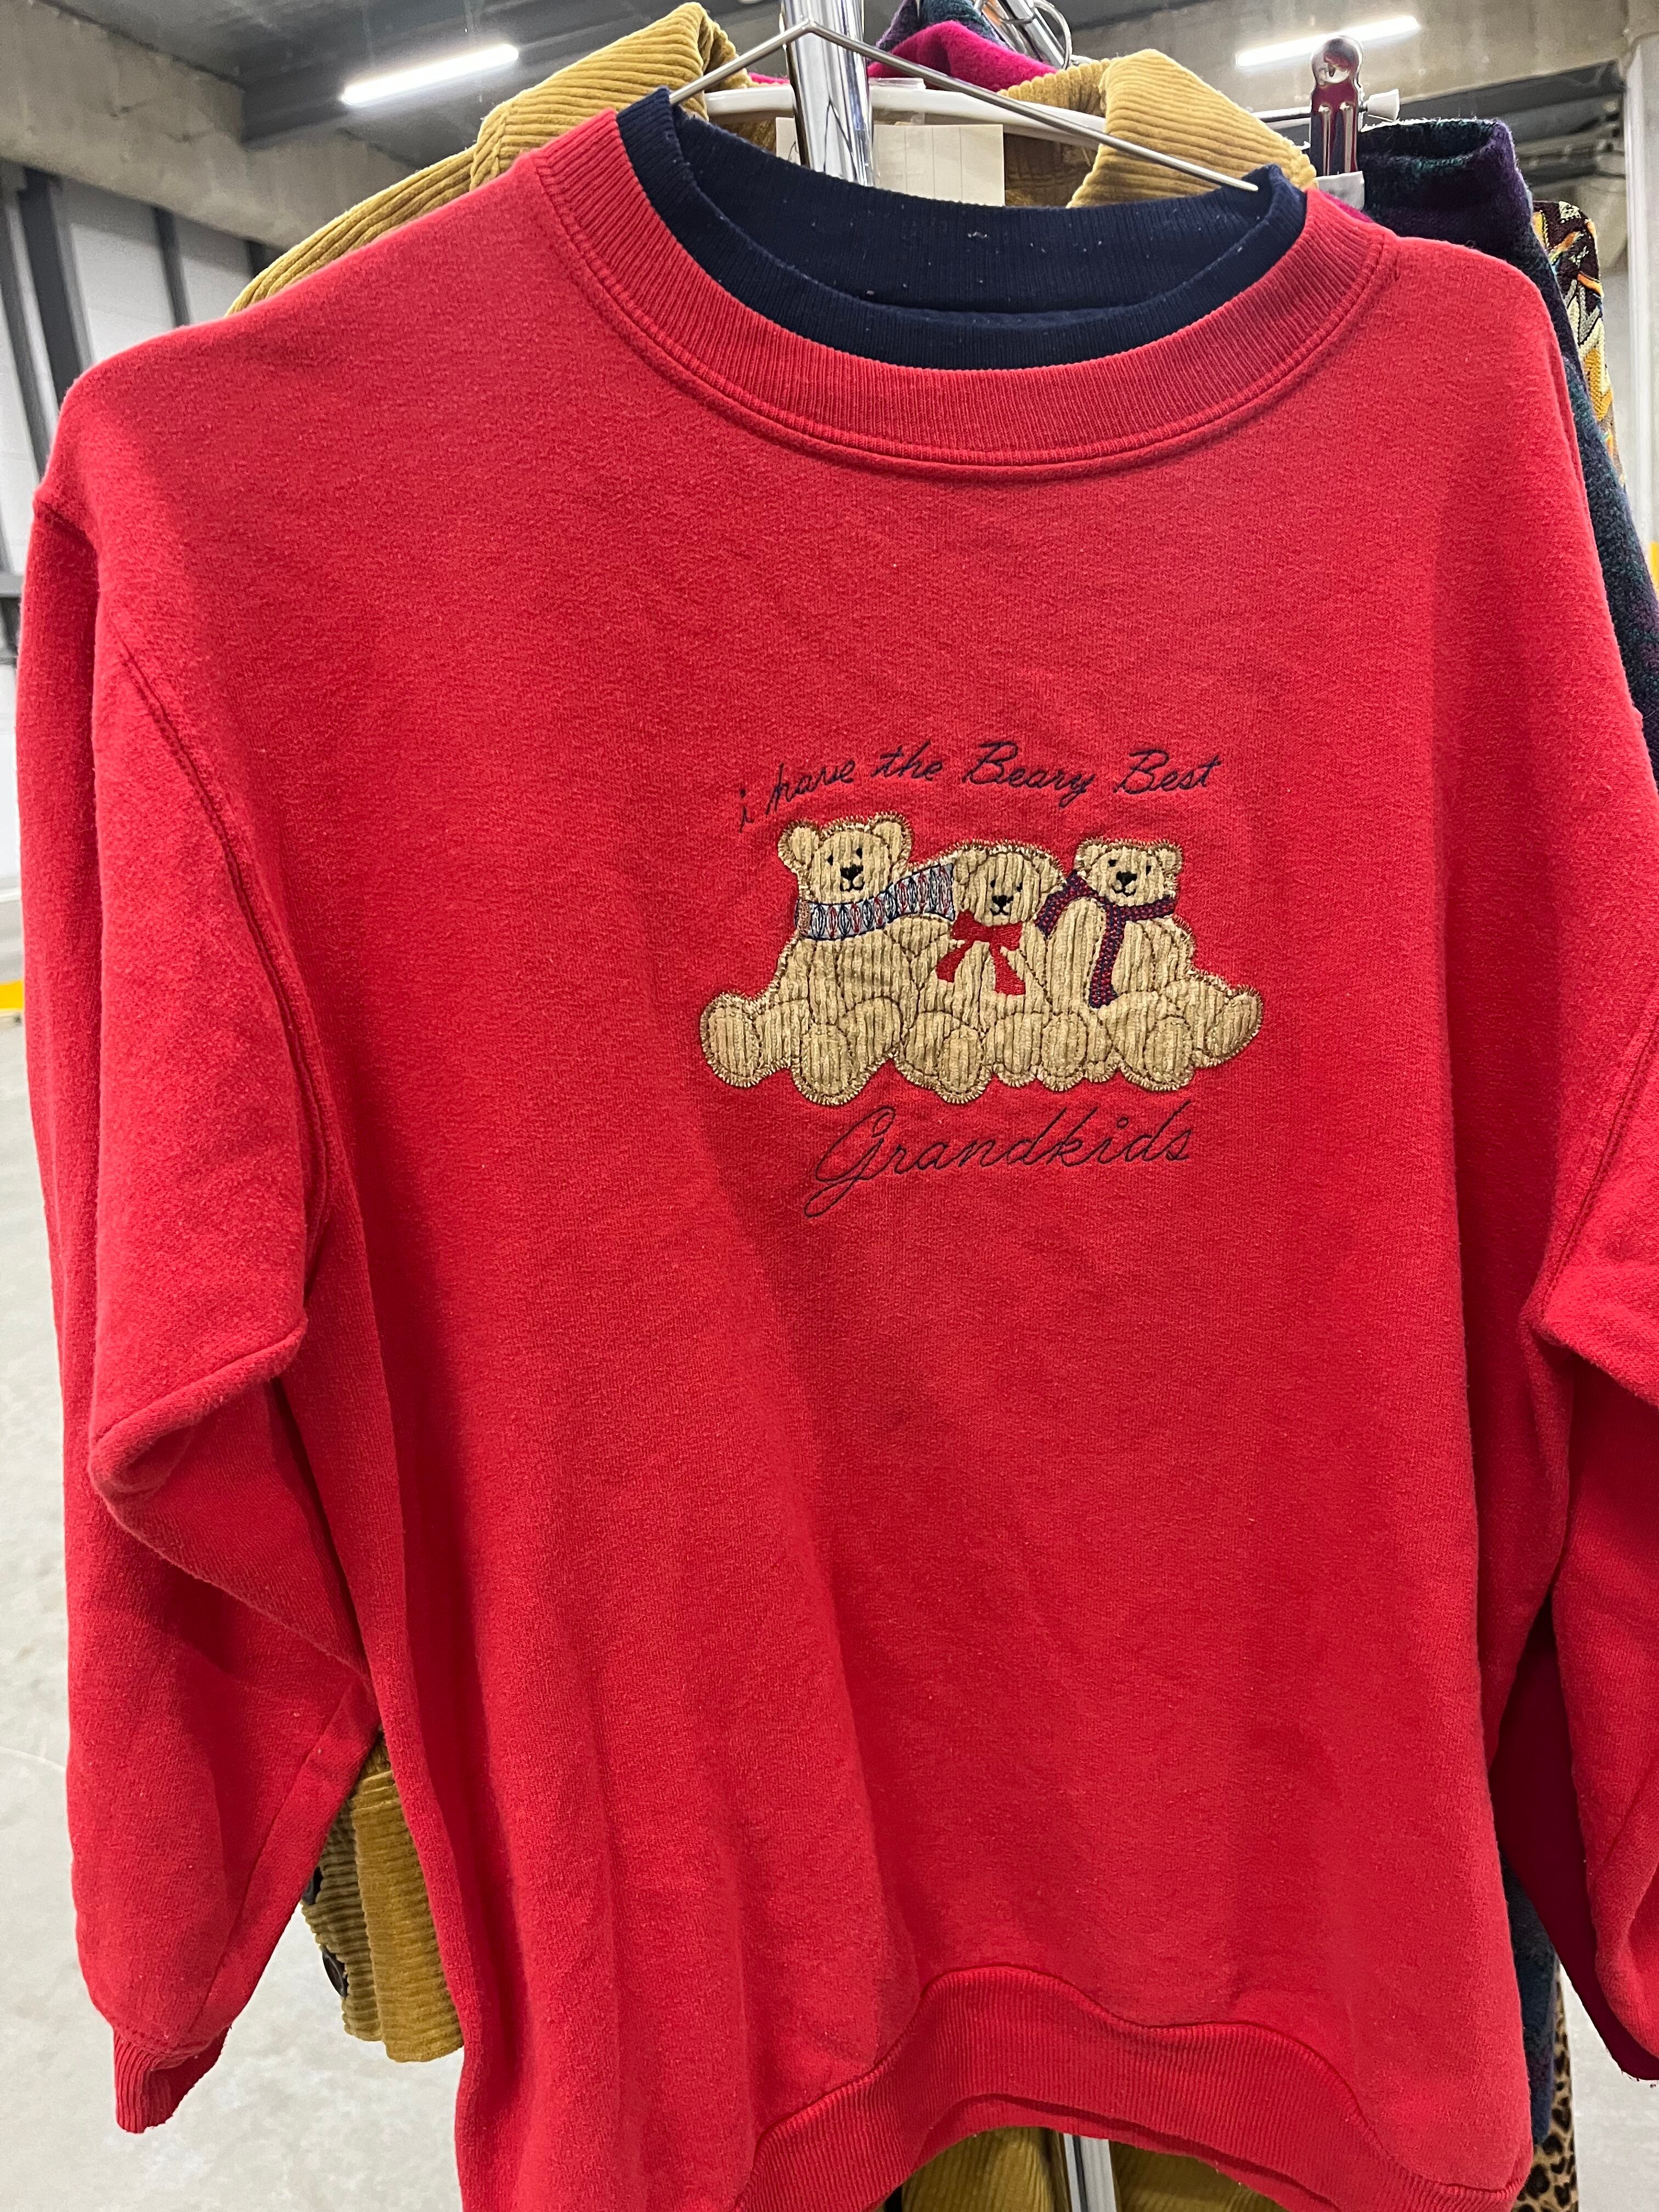 i have the Beary Best
Grandkids